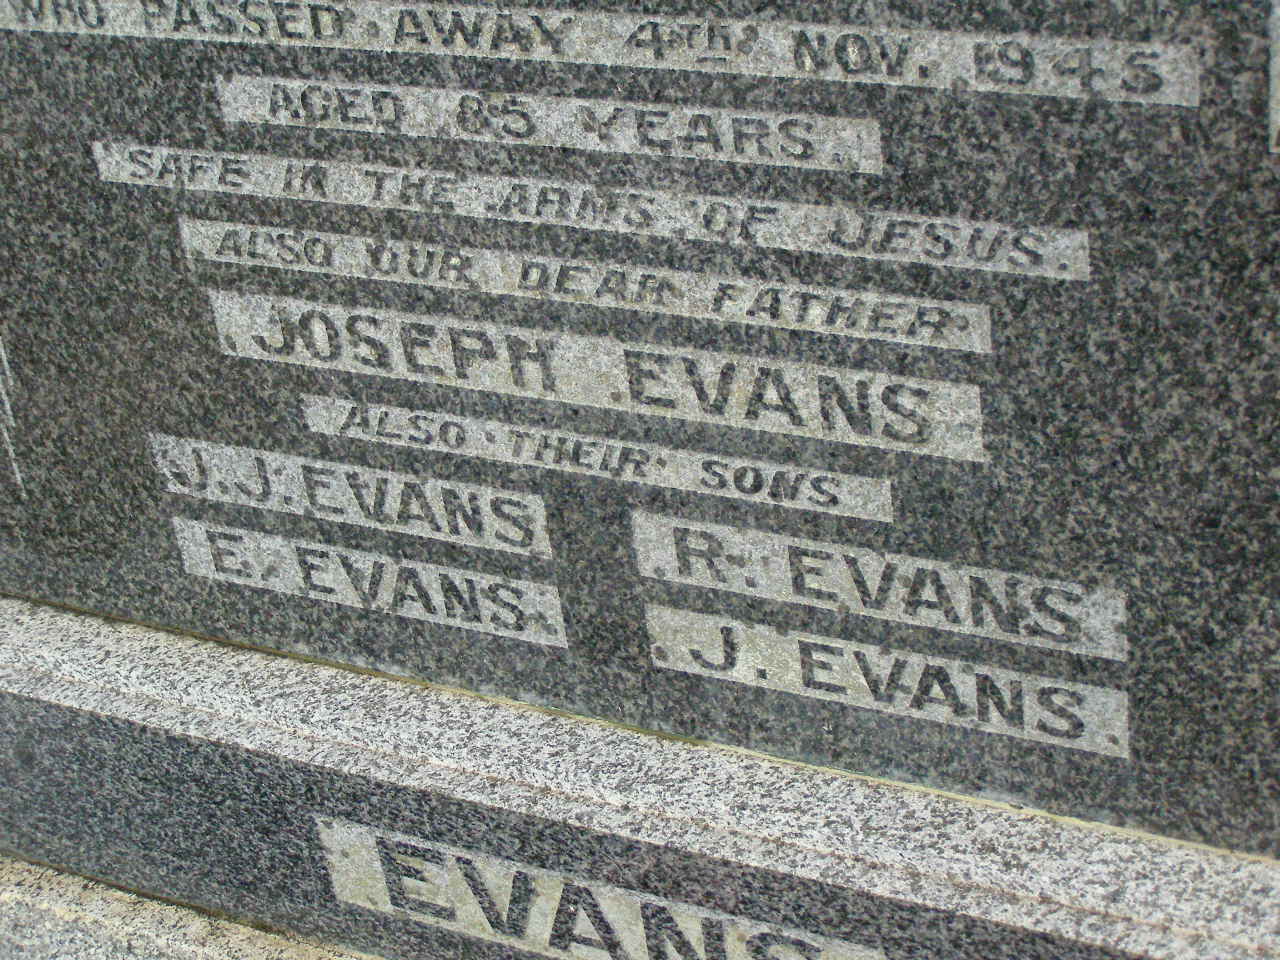 WHO PASSED AWAY 4TH NOV. 1945
AGED 85 YEARS.
SAFE IN THE ARMS OF JESUS.
ALSO OUR DEAR FATHER
JOSEPH EVANS
ALSO THEIR SONS
J.J. EVANS R. EVANS
E. EVANS. J. EVANS.
EVANS